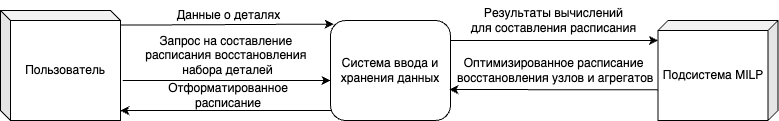 Данные о деталях
Запрос на составление
расписания восстановления
набора деталей
Отформатированное
расписание
Пользователь
Система ввода и
хранения данных
Результаты вычислений
для составления расписания
Оптимизированное расписание
восстановления узлов и агрегатов
Подсистема MILP